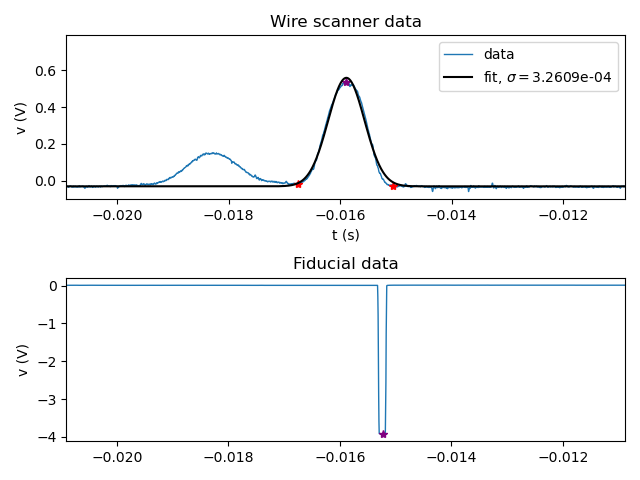 Wire scanner data
v (V)
0.6
0.4
0.2
0.0
data
fit, σ = 3.2609e-04
−0.020 −0.018 −0.016 −0.014 −0.012
t (s)
Fiducial data
v (V)
0
−1
−2
−3
−4
−0.020 −0.018 −0.016 −0.014 −0.012